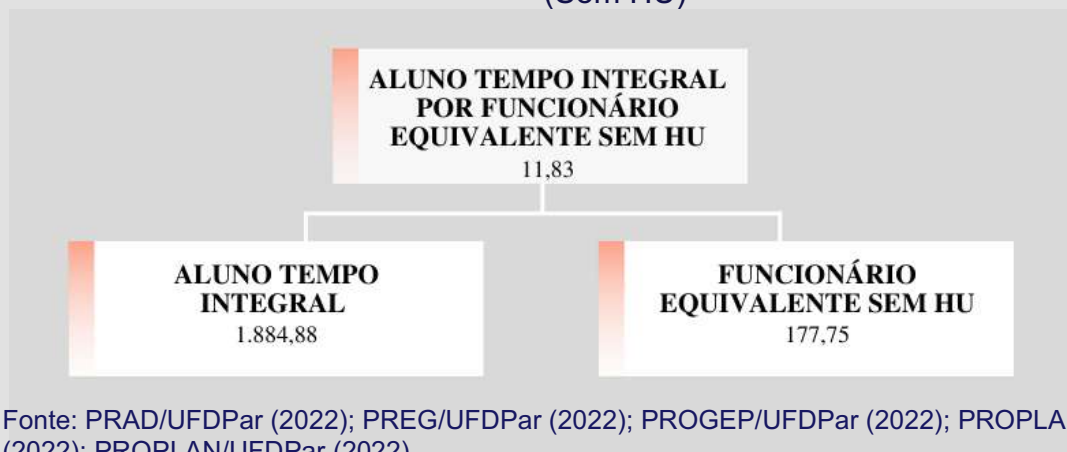 ALUNO TEMPO INTEGRAL
POR FUNCIONÁRIO
EQUIVALENTE SEM HU
11,83
ALUNO TEMPO
INTEGRAL
1.884,88
FUNCIONÁRIO
EQUIVALENTE SEM HU
177,75
Fonte: PRAD/UFDPar (2022); PREG/UFDPar (2022); PROGEP/UFDPar (2022); PROPLA
(2022); PROPLAN/UFDPar (2022)